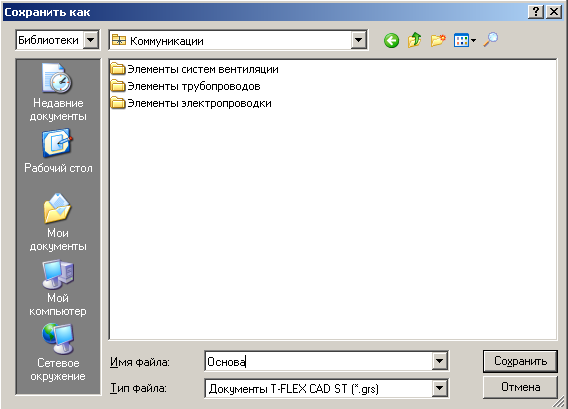 Сохранить как
Библиотеки
Коммуникации
Недавние
документы
Рабочий стол
Мои
документы
Мой
компьютер
Сетевое
окружение
Элементы систем вентиляции
Элементы трубопроводов
Элементы электропроводки
Имя файла:
Основа
Сохранить
Тип файла:
Документы T-FLEX CAD ST (*.grs)
Отмена